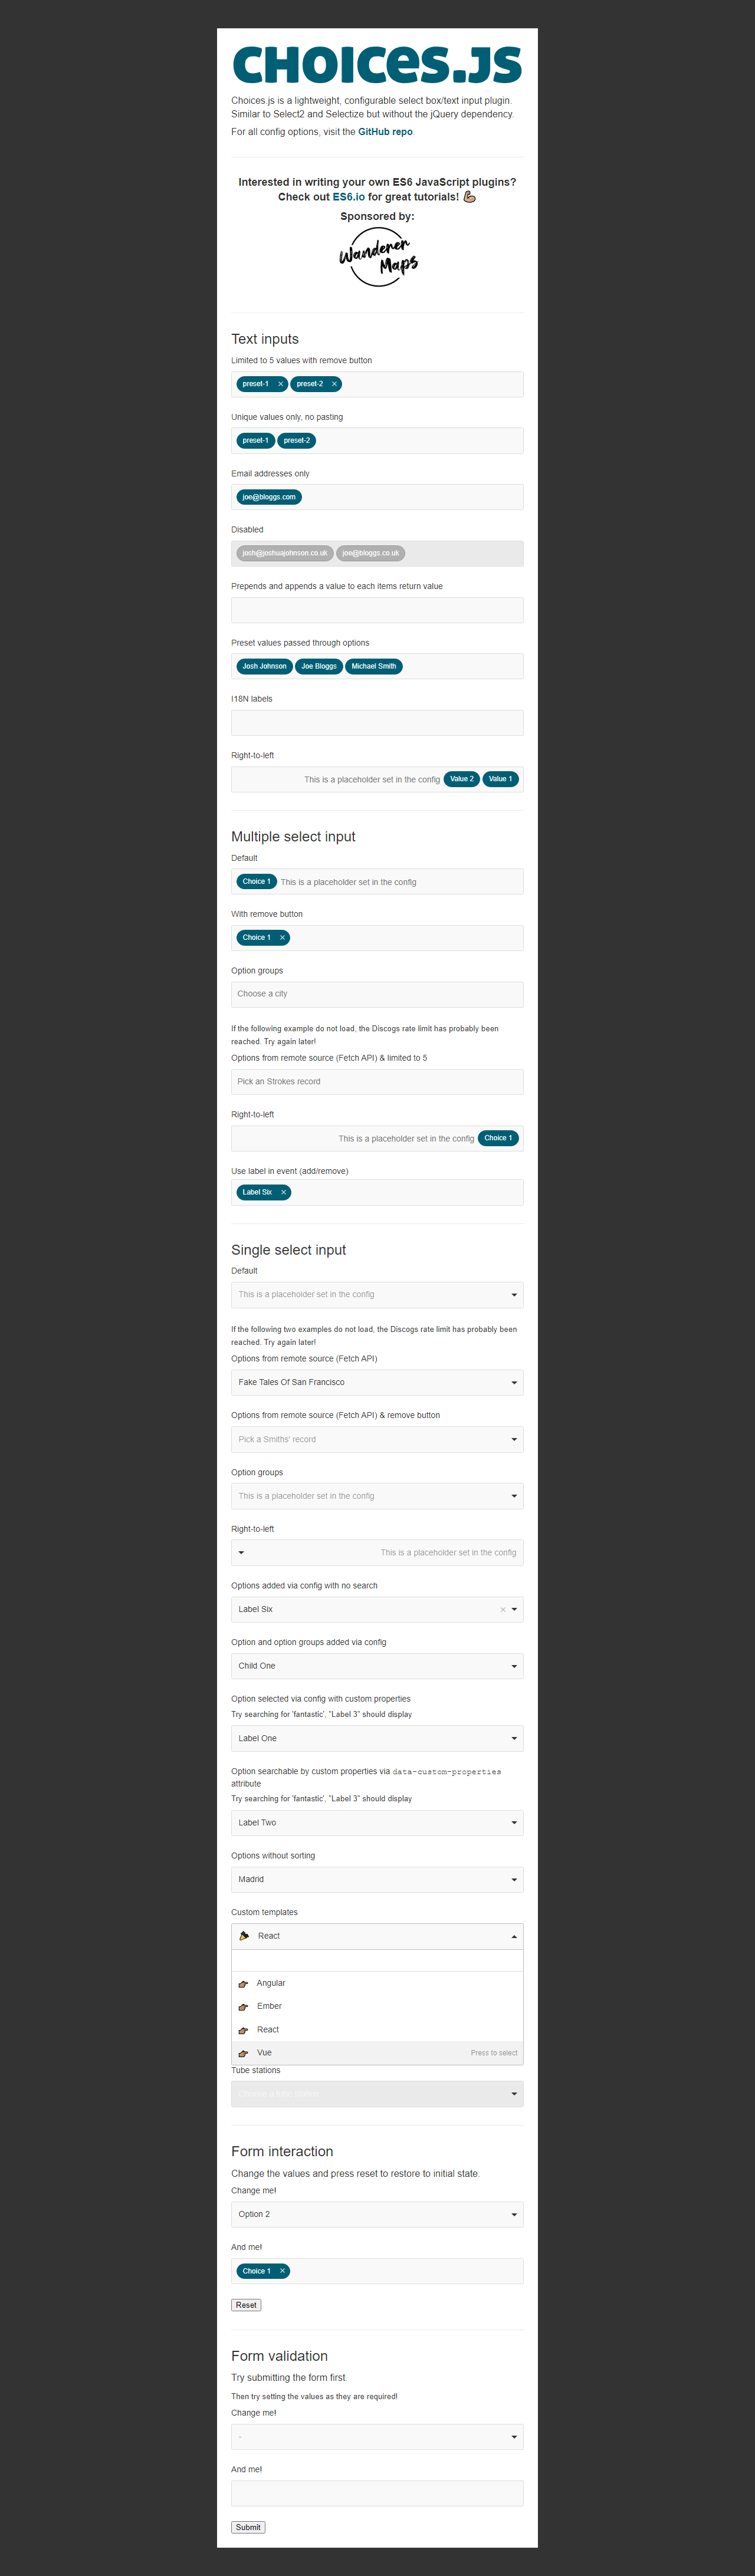 CHOICES.JS
Choices.js is a lightweight, configurable select box/text input plugin.
Similar to Select2 and Selectize but without the jQuery dependency.
For all config options, visit the GitHub repo.
Interested in writing your own ES6 JavaScript plugins?
Check out ES6.io for great tutorials! 💪🏼
Sponsored by:
Wanderer
Maps
Text inputs
Limited to 5 values with remove button
preset-1 × preset-2 ×
Unique values only, no pasting
preset-1 preset-2
Email addresses only
joe@bloggs.com
Disabled
josh@joshuajohnson.co.uk joe@bloggs.co.uk
Prepends and appends a value to each items return value
Preset values passed through options
Josh Johnson Joe Bloggs Michael Smith
I18N labels
Right-to-left
This is a placeholder set in the config Value 2 Value 1
Multiple select input
Default
Choice 1 This is a placeholder set in the config
With remove button
Choice 1 ×
Option groups
Choose a city
If the following example do not load, the Discogs rate limit has probably been
reached. Try again later!
Options from remote source (Fetch API) & limited to 5
Pick an Strokes record
Right-to-left
This is a placeholder set in the config Choice 1
Use label in event (add/remove)
Label Six ×
Single select input
Default
This is a placeholder set in the config
If the following two examples do not load, the Discogs rate limit has probably been
reached. Try again later!
Options from remote source (Fetch API)
Fake Tales Of San Francisco
Options from remote source (Fetch API) & remove button
Pick a Smiths' record
Option groups
This is a placeholder set in the config
Right-to-left
This is a placeholder set in the config
Options added via config with no search
Label Six ×
Option and option groups added via config
Child One
Option selected via config with custom properties
Try searching for 'fantastic', "Label 3" should display
Label One
Option searchable by custom properties via data-custom-properties
attribute
Try searching for 'fantastic', "Label 3" should display
Label Two
Options without sorting
Madrid
Custom templates
React
Angular
Ember
React
Vue Press to select
Tube stations
Form interaction
Change the values and press reset to restore to initial state.
Change me!
Option 2
And me!
Choice 1 ×
Reset
Form validation
Try submitting the form first.
Then try setting the values as they are required!
Change me!
-
And me!
Submit